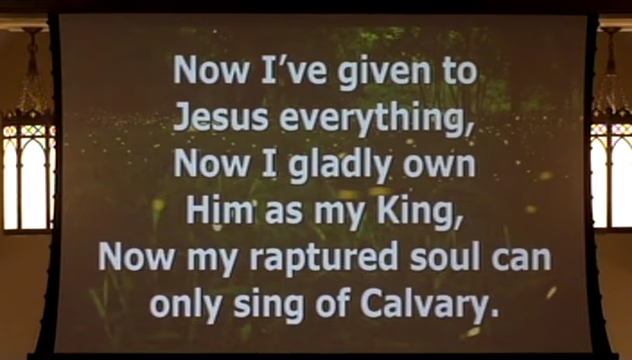 Now I've given to
Jesus everything,
Now I gladly own
Him as my King,
Now my raptured soul can
only sing of Calvary.